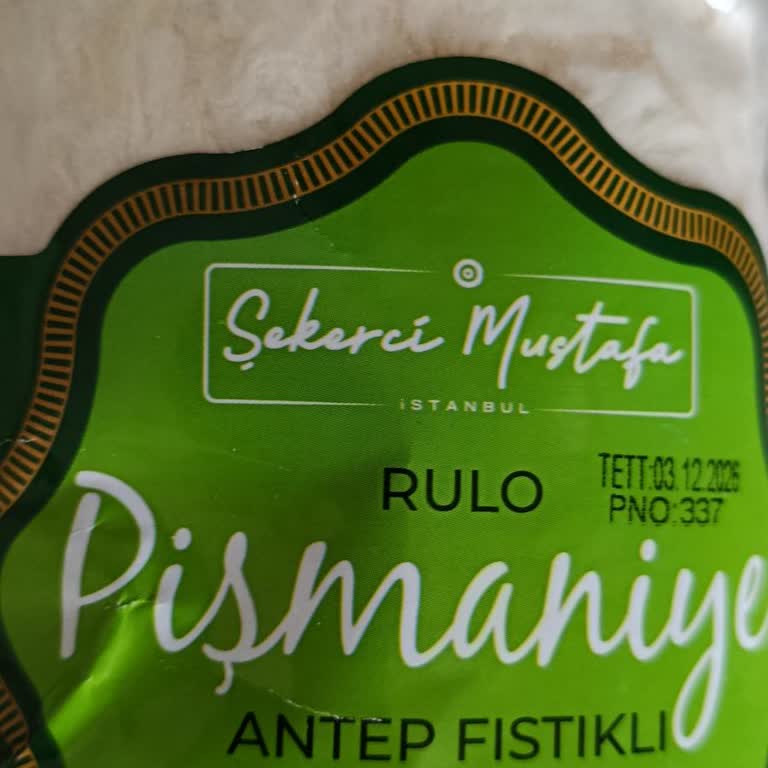 Şekerci Mustafa
İSTANBUL
RULO
TETT:03.12.2026
PNO:337
Pişmaniye
ANTEP FISTIKLI